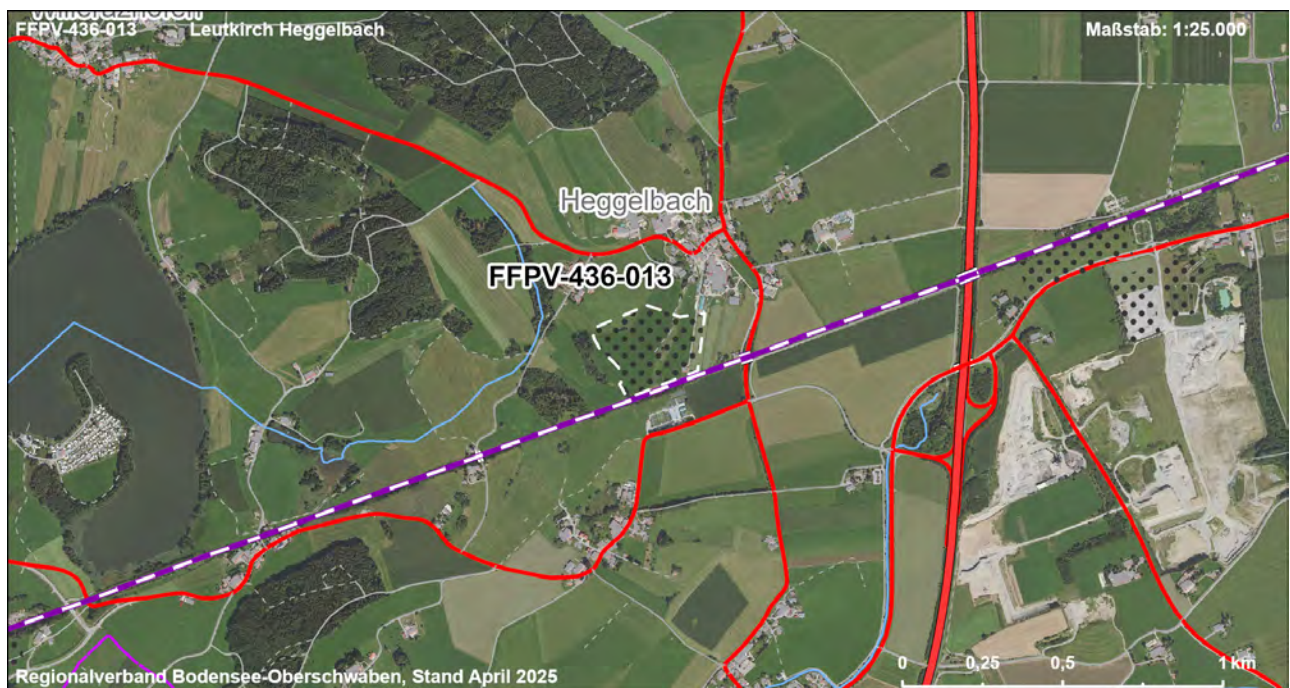 FFPV-436-013 Leutkirch Heggelbach
Maßstab: 1:25.000
Heggelbach
FFPV-436-013
0 0,25 0,5 1 km
Regionalverband Bodensee-Oberschwaben, Stand April 2025